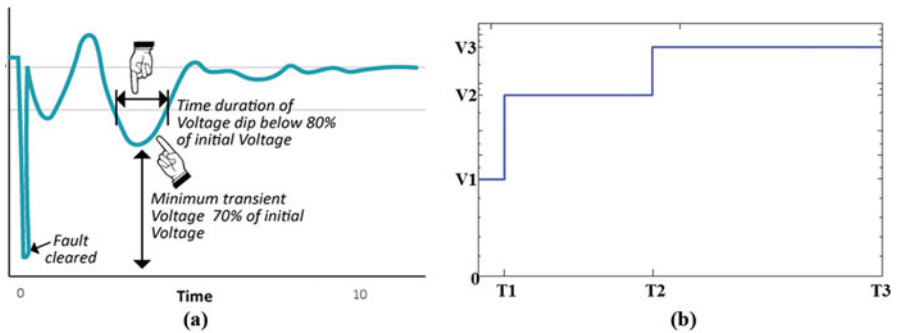 Time duration of
Voltage dip below 80%
of initial Voltage
Minimum transient
Voltage 70% of initial
Voltage
Fault
cleared
0
Time
10
(a)
V3
V2
V1
0
T1
T2
T3
(b)